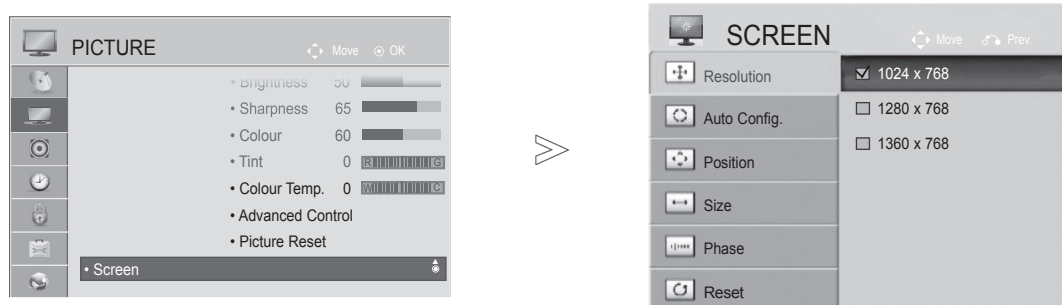 PICTURE
Move OK
• Brightness 50
• Sharpness 65
• Colour 60
• Tint 0 R G
• Colour Temp. 0 W C
• Advanced Control
• Picture Reset
• Screen
SCREEN
Move Prev.
Resolution
Auto Config.
Position
Size
Phase
Reset
1024 x 768
1280 x 768
1360 x 768